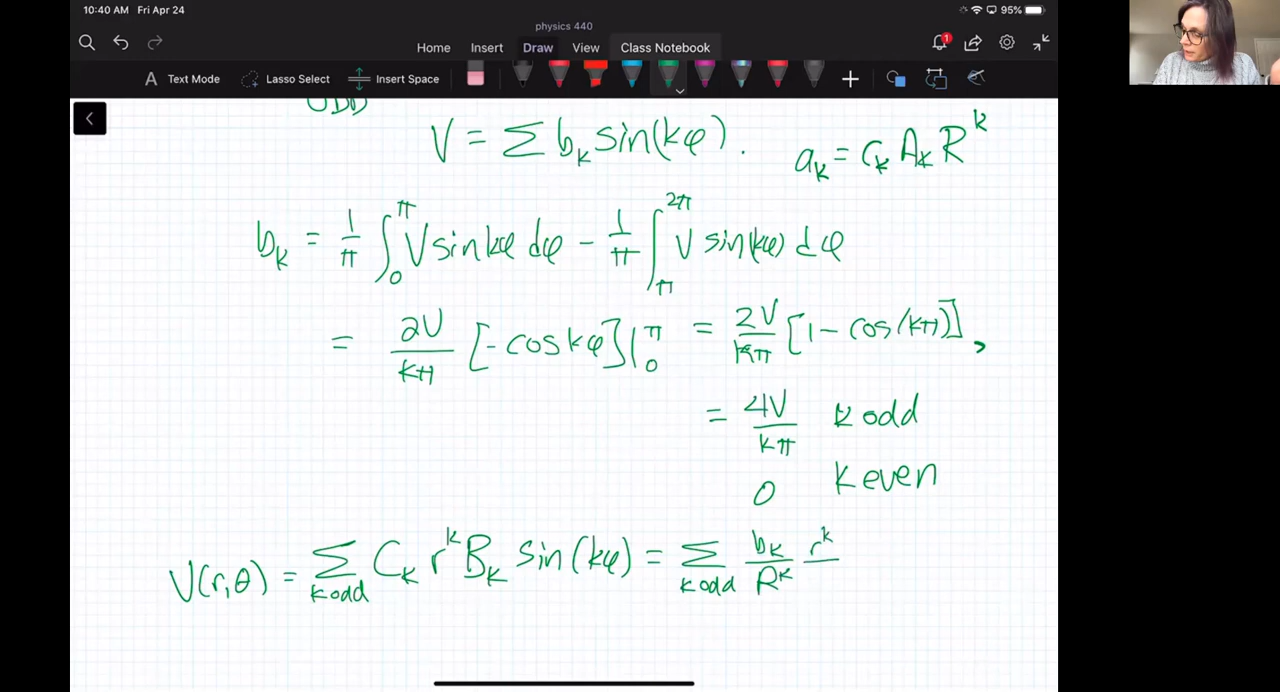 10:40 AM Fri Apr 24
95%
physics 440
Home Insert Draw View Class Notebook
1
Text Mode Lasso Select Insert Space
ODD
V = ∑ b_k sin(kφ) . a_k = C_k A_k R^k
b_k = 1/π ∫_0^π V sin kφ dφ − 1/π ∫_π^2π V sin(kφ) dφ
= 2V/kπ [−cos kφ]|_0^π = 2V/kπ [1 − cos(kπ)],
= 4V/kπ k odd
0 k even
V(r,θ) = ∑_{k odd} C_k r^k B_k sin(kφ) = ∑_{k odd} b_k/R^k r^k